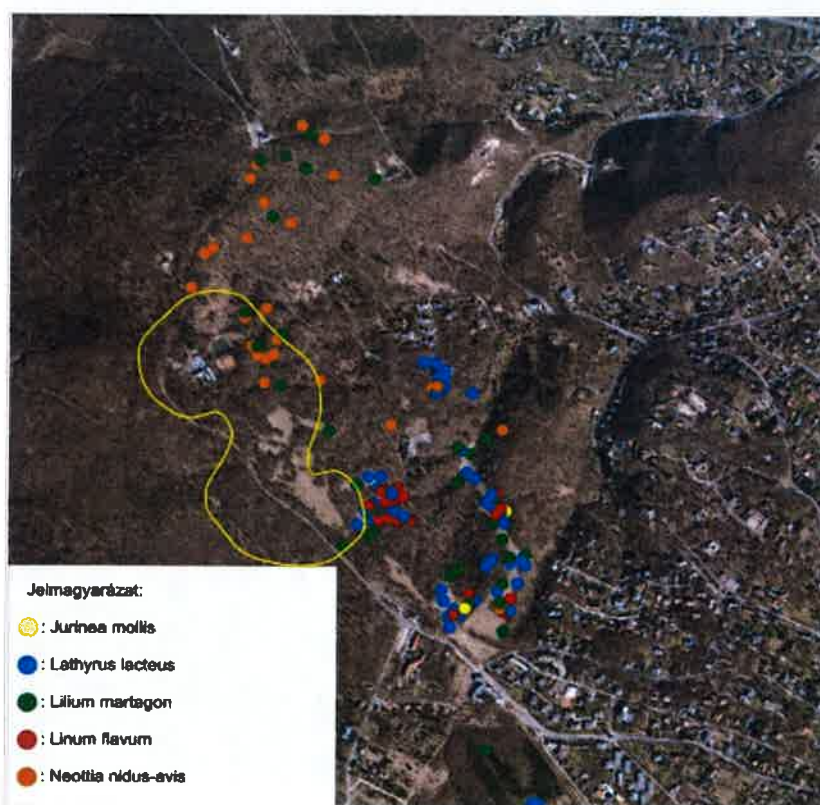 Jelmagyarázat:
: Jurinea mollis
: Lathyrus lacteus
: Lilium martagon
: Linum flavum
: Neottia nidus-avis